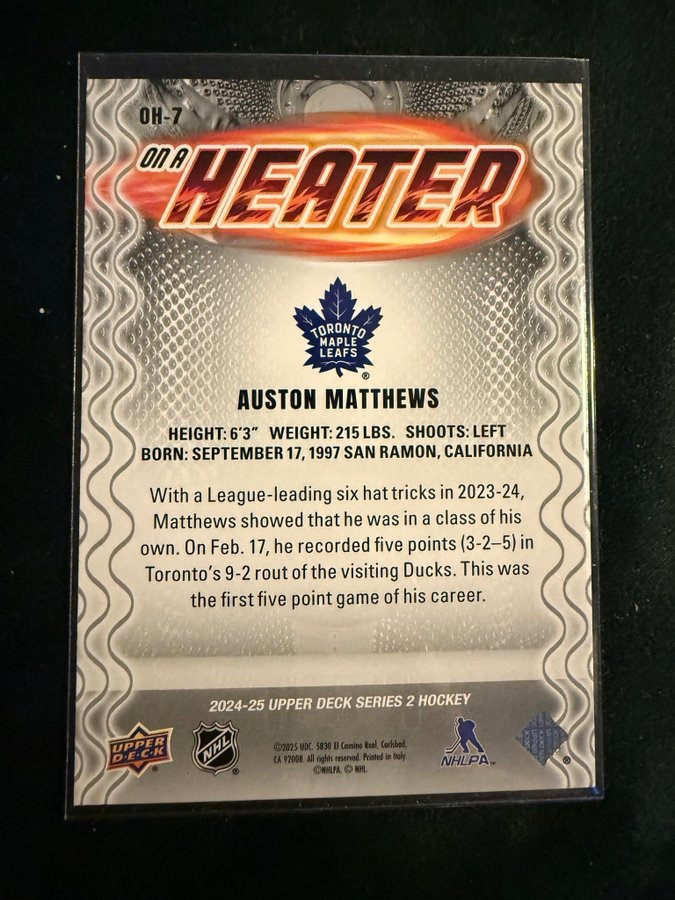 OH-7
ON A
HEATER
TORONTO
MAPLE
LEAFS
®
AUSTON MATTHEWS
HEIGHT: 6'3" WEIGHT: 215 LBS. SHOOTS: LEFT
BORN: SEPTEMBER 17, 1997 SAN RAMON, CALIFORNIA
With a League-leading six hat tricks in 2023-24,
Matthews showed that he was in a class of his
own. On Feb. 17, he recorded five points (3-2–5) in
Toronto's 9-2 rout of the visiting Ducks. This was
the first five point game of his career.
2024-25 UPPER DECK SERIES 2 HOCKEY
UPPER
D·E·C·K
®
NHL
®
©2025 UDC. 5830 El Camino Real, Carlsbad,
CA 92008. All rights reserved. Printed in Italy.
©NHLPA. © NHL.
NHLPA
®